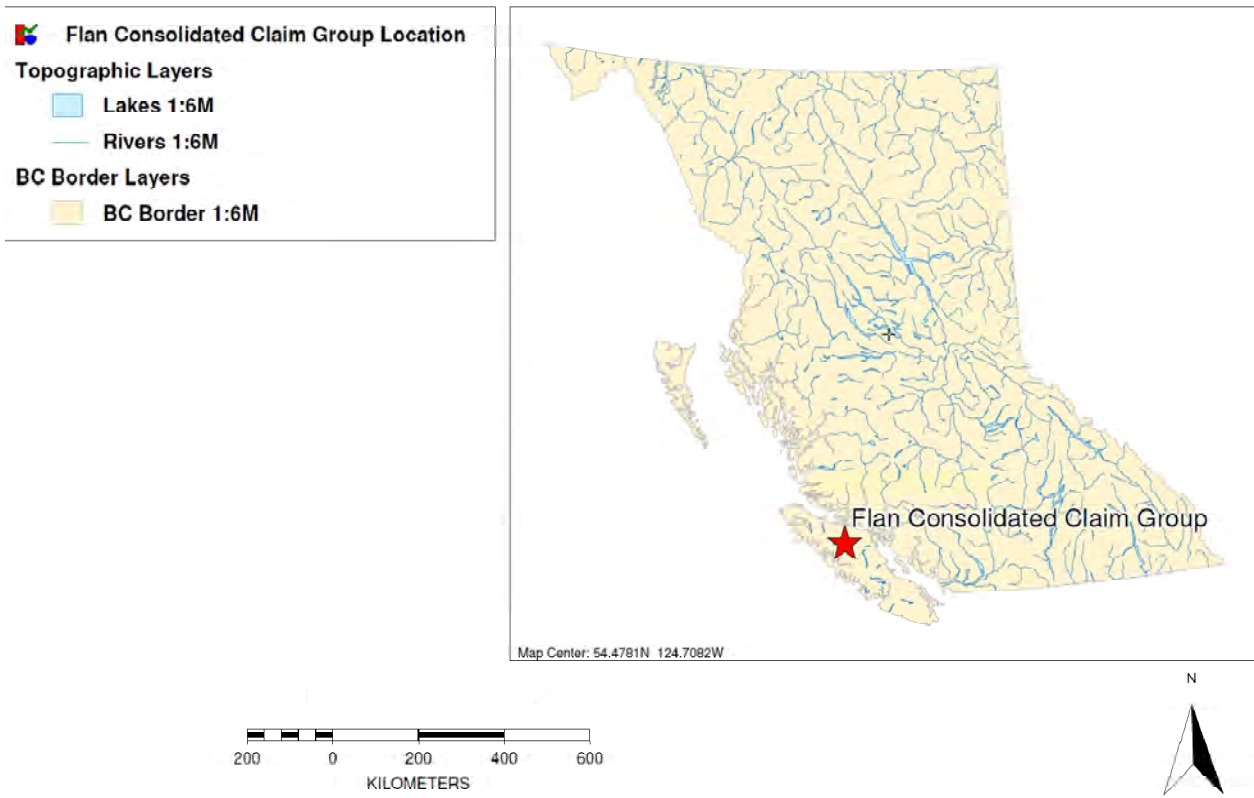 Flan Consolidated Claim Group Location
Topographic Layers
Lakes 1:6M
Rivers 1:6M
BC Border Layers
BC Border 1:6M
Flan Consolidated Claim Group
Map Center: 54.4781N 124.7082W
N
200 0 200 400 600
KILOMETERS